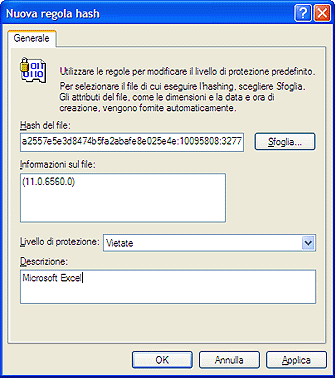 Nuova regola hash
Generale
Utilizzare le regole per modificare il livello di protezione predefinito.
Per selezionare il file di cui eseguire l'hashing, scegliere Sfoglia.
Gli attributi del file, come le dimensioni e la data e ora di
creazione, vengono fornite automaticamente.
Hash del file:
a2557e5e3d8474b5fa2abafe8e025e4e:10095808:3277
Sfoglia...
Informazioni sul file:
(11.0.6560.0)
Livello di protezione:
Vietate
Descrizione:
Microsoft Excel
OK
Annulla
Applica